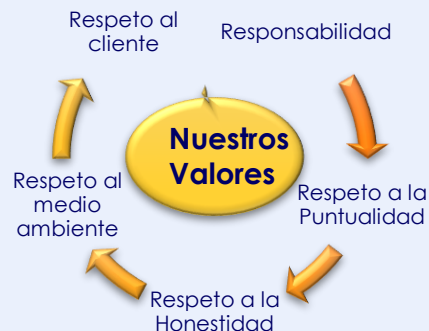 Respeto al
cliente
Responsabilidad
Nuestros
Valores
Respeto al
medio
ambiente
Respeto a la
Puntualidad
Respeto a la
Honestidad